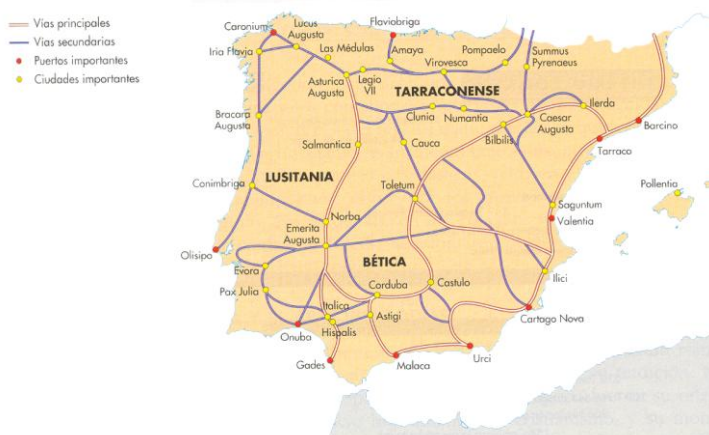 Vías principales
Vías secundarias
Puertos importantes
Ciudades importantes
Caronium
Lucus
Augusta
Flaviobriga
Iria Flavia
Las Médulas
Amaya
Pompaelo
Summus
Pyrenaeus
Asturica
Augusta
Legio
VII
Virovesca
TARRACONENSE
Bracara
Augusta
Clunia
Numantia
Caesar
Augusta
Ilerda
Barcino
Salmantica
Cauca
Bilbilis
Tarraco
LUSITANIA
Conimbriga
Toletum
Pollentia
Saguntum
Valentia
Norba
Emerita
Augusta
Olisipo
BÉTICA
Evora
Ilici
Pax Julia
Corduba
Castulo
Italica
Hispalis
Astigi
Cartago Nova
Onuba
Gades
Malaca
Urci